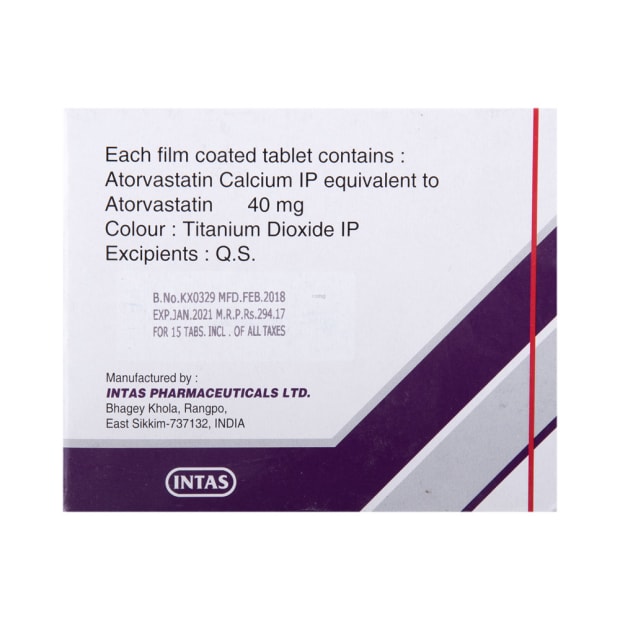 Each film coated tablet contains :
Atorvastatin Calcium IP equivalent to
Atorvastatin 40 mg
Colour : Titanium Dioxide IP
Excipients : Q.S.
B.No.KX0329 MFD.FEB.2018
EXP.JAN.2021 M.R.P.Rs.294.17
FOR 15 TABS. INCL . OF ALL TAXES
Manufactured by :
INTAS PHARMACEUTICALS LTD.
Bhagey Khola, Rangpo,
East Sikkim-737132, INDIA
INTAS